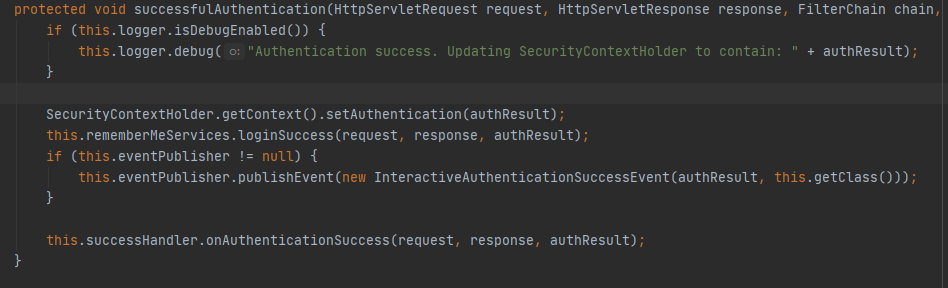 protected void successfulAuthentication(HttpServletRequest request, HttpServletResponse response, FilterChain chain,
if (this.logger.isDebugEnabled()) {
this.logger.debug( o: "Authentication success. Updating SecurityContextHolder to contain: " + authResult);
}
SecurityContextHolder.getContext().setAuthentication(authResult);
this.rememberMeServices.loginSuccess(request, response, authResult);
if (this.eventPublisher != null) {
this.eventPublisher.publishEvent(new InteractiveAuthenticationSuccessEvent(authResult, this.getClass()));
}
this.successHandler.onAuthenticationSuccess(request, response, authResult);
}